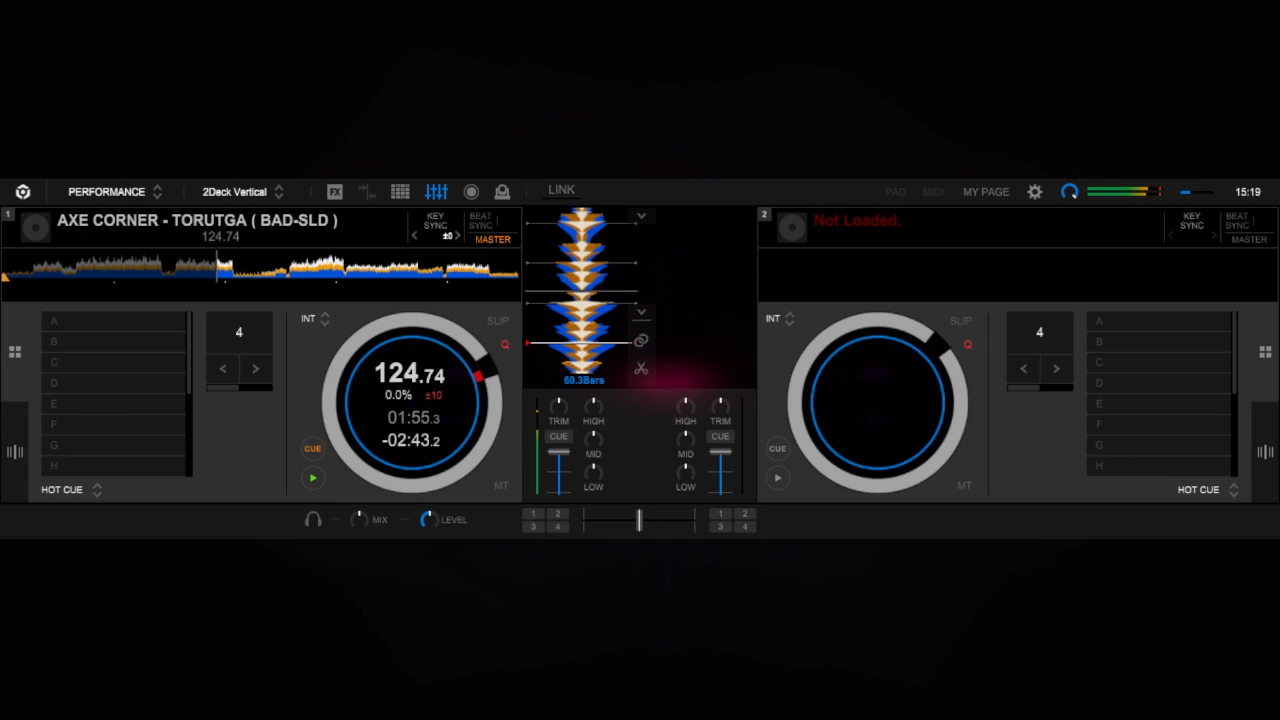 PERFORMANCE 2Deck Vertical FX LINK PAD MIDI MY PAGE 15:19
1 AXE CORNER - TORUTGA ( BAD-SLD ) KEY SYNC ±0 BEAT SYNC MASTER
124.74
2 Not Loaded. KEY SYNC BEAT SYNC MASTER
A
B
C
D
E
F
G
H
HOT CUE
4
INT
SLIP
Q
124.74
0.0% ±10
01:55.3
-02:43.2
CUE
MT
60.3Bars
TRIM HIGH HIGH TRIM
CUE CUE
MID MID
LOW LOW
INT
SLIP
Q
CUE
MT
4
A
B
C
D
E
F
G
H
HOT CUE
MIX LEVEL
1 2 1 2
3 4 3 4